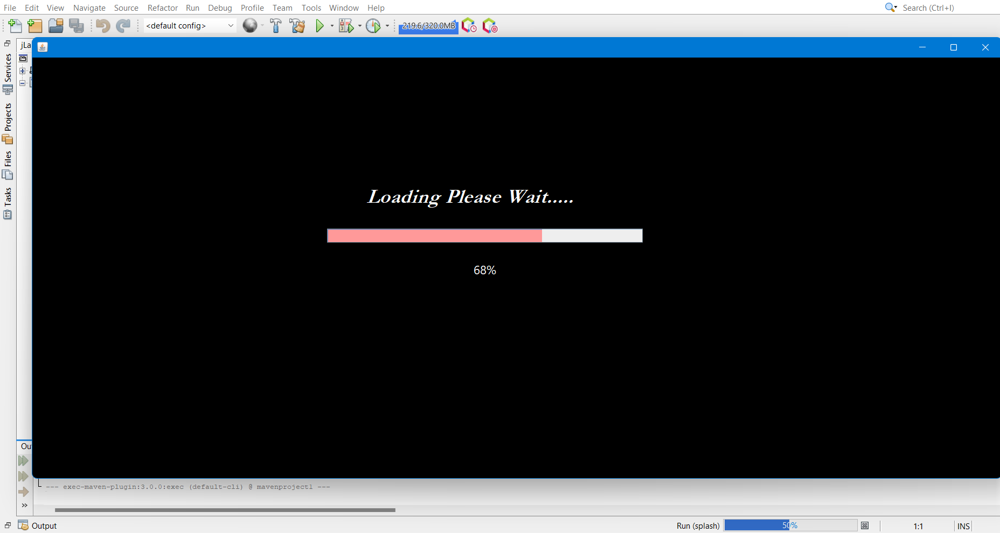 File Edit View Navigate Source Refactor Run Debug Profile Team Tools Window Help Search (Ctrl+I)
<default config> 219.6/320.0MB
jLa
Services
Projects
Files
Tasks
Loading Please Wait.....
68%
Ou
--- exec-maven-plugin:3.0.0:exec (default-cli) @ mavenproject1 ---
Output Run (splash) 50% 1:1 INS